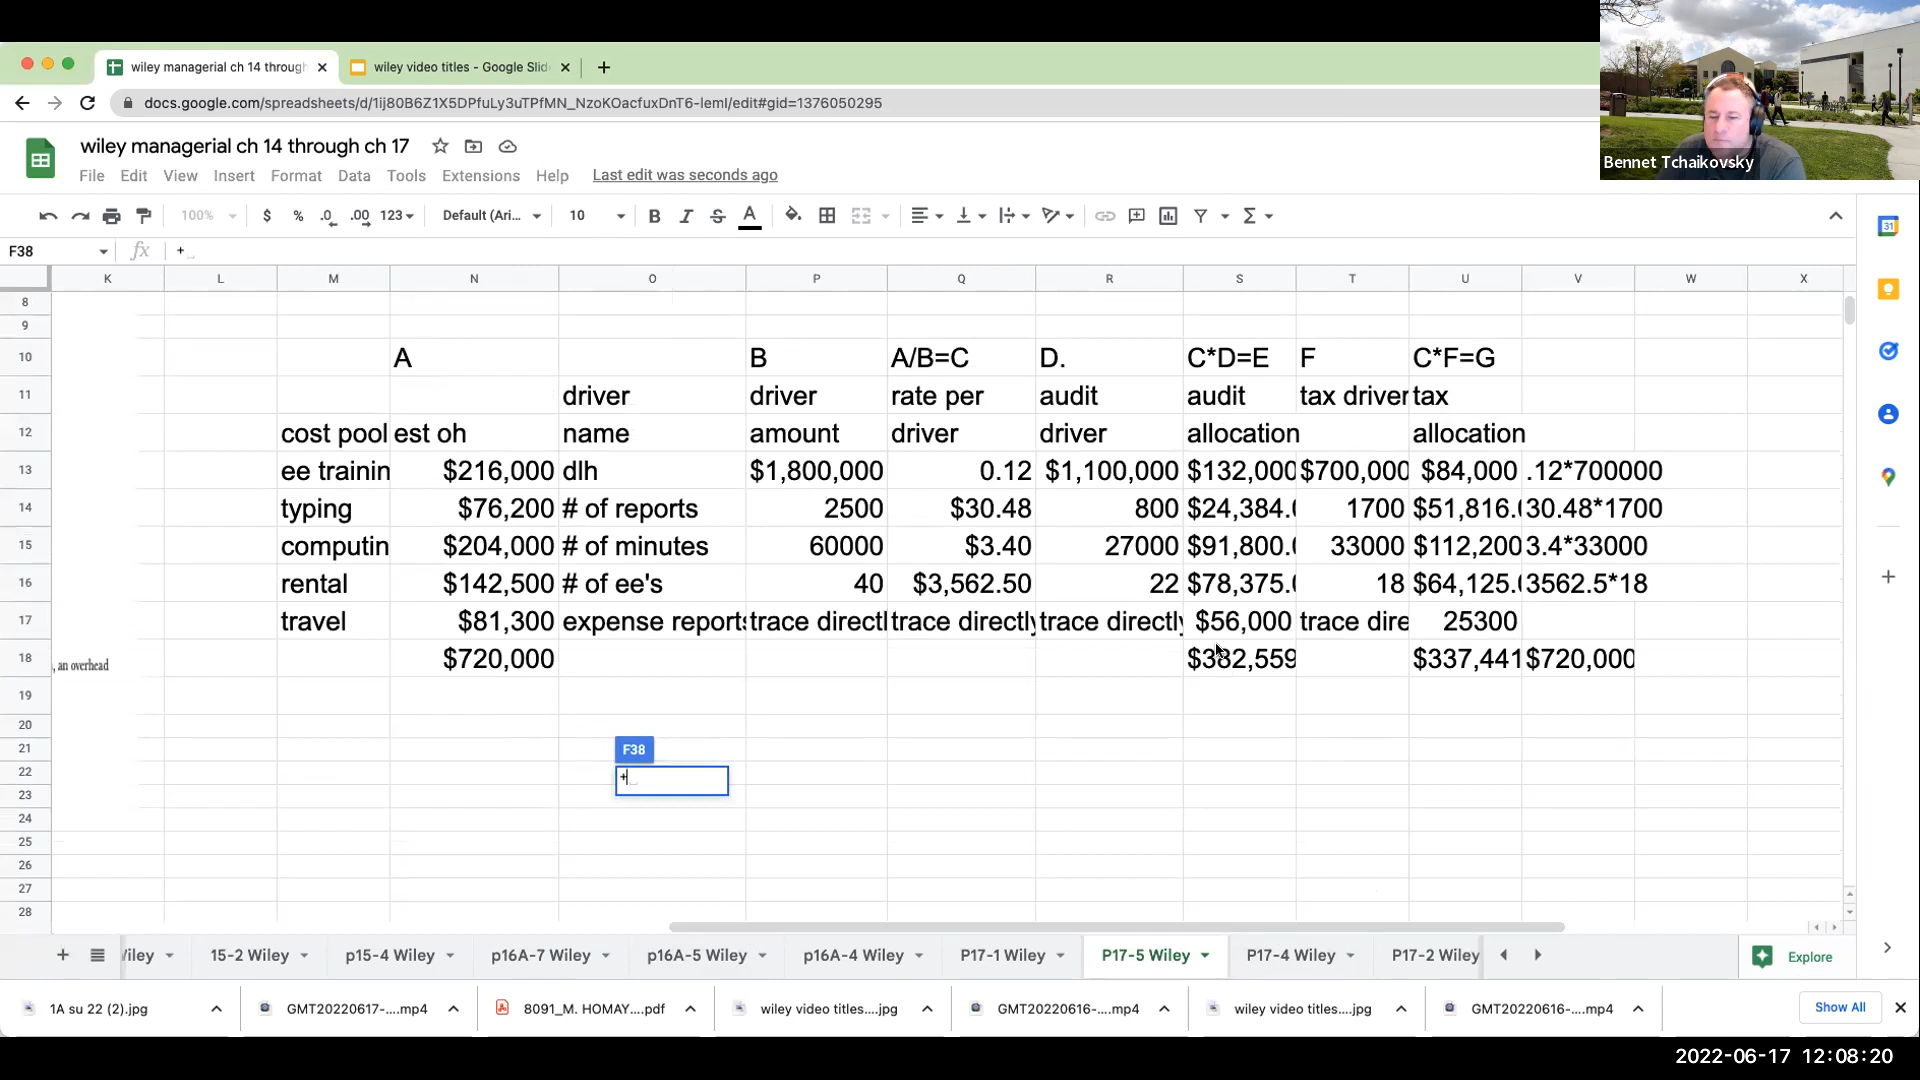 wiley managerial ch 14 through
wiley video titles - Google Slid
docs.google.com/spreadsheets/d/1ij80B6Z1X5DPfuLy3uTPfMN_NzoKOacfuxDnT6-lemI/edit#gid=1376050295
wiley managerial ch 14 through ch 17
File Edit View Insert Format Data Tools Extensions Help Last edit was seconds ago
Bennet Tchaikovsky
100% $ % .0 .00 123 Default (Ari... 10 B I S A
31
F38 fx +
K L M N O P Q R S T U V W X
8
9
10 A B A/B=C D. C*D=E F C*F=G
11 driver driver rate per audit audit tax driver tax
12 cost pool est oh name amount driver driver allocation allocation
13 ee trainin $216,000 dlh $1,800,000 0.12 $1,100,000 $132,000 $700,000 $84,000 .12*700000
14 typing $76,200 # of reports 2500 $30.48 800 $24,384.0 1700 $51,816.0 30.48*1700
15 computin $204,000 # of minutes 60000 $3.40 27000 $91,800.0 33000 $112,200 3.4*33000
16 rental $142,500 # of ee's 40 $3,562.50 22 $78,375.0 18 $64,125.0 3562.5*18
17 travel $81,300 expense reports trace directl trace directly trace directly $56,000 trace dire 25300
18 , an overhead $720,000 $382,559 $337,441 $720,000
19
20
21 F38
22 +
23
24
25
26
27
28
Viley 15-2 Wiley p15-4 Wiley p16A-7 Wiley p16A-5 Wiley p16A-4 Wiley P17-1 Wiley P17-5 Wiley P17-4 Wiley P17-2 Wiley Explore
1A su 22 (2).jpg GMT20220617-....mp4 8091_M. HOMAY....pdf wiley video titles....jpg GMT20220616-....mp4 wiley video titles....jpg GMT20220616-....mp4 Show All
2022-06-17 12:08:20